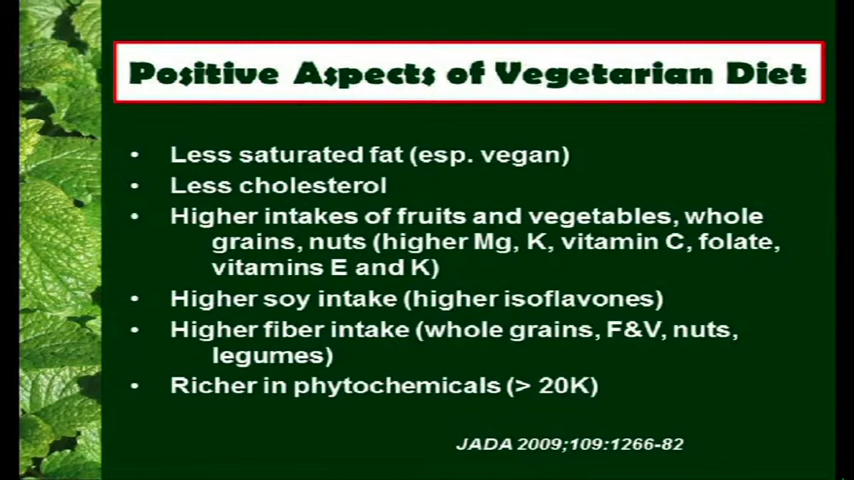 Positive Aspects of Vegetarian Diet
• Less saturated fat (esp. vegan)
• Less cholesterol
• Higher intakes of fruits and vegetables, whole
grains, nuts (higher Mg, K, vitamin C, folate,
vitamins E and K)
• Higher soy intake (higher isoflavones)
• Higher fiber intake (whole grains, F&V, nuts,
legumes)
• Richer in phytochemicals (> 20K)
JADA 2009;109:1266-82